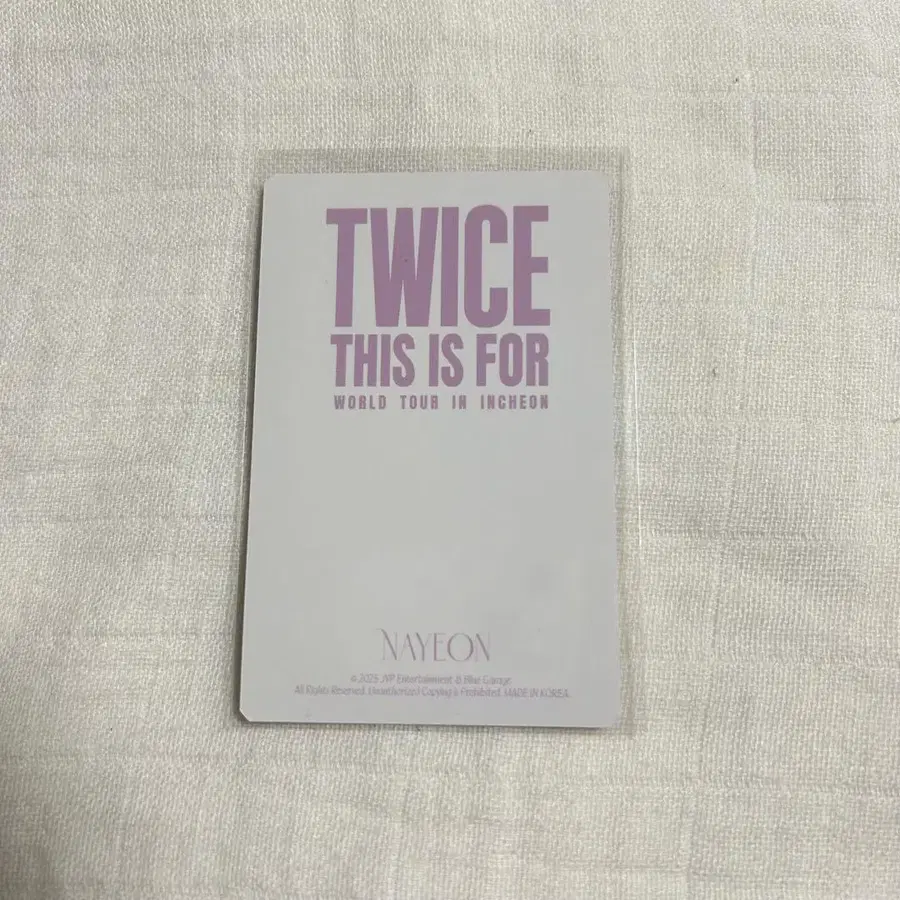 TWICE
THIS IS FOR
WORLD TOUR IN INCHEON
NAYEON
© 2025 JYP Entertainment & Blue Garage.
All Rights Reserved. Unauthorized Copying is Prohibited. MADE IN KOREA.